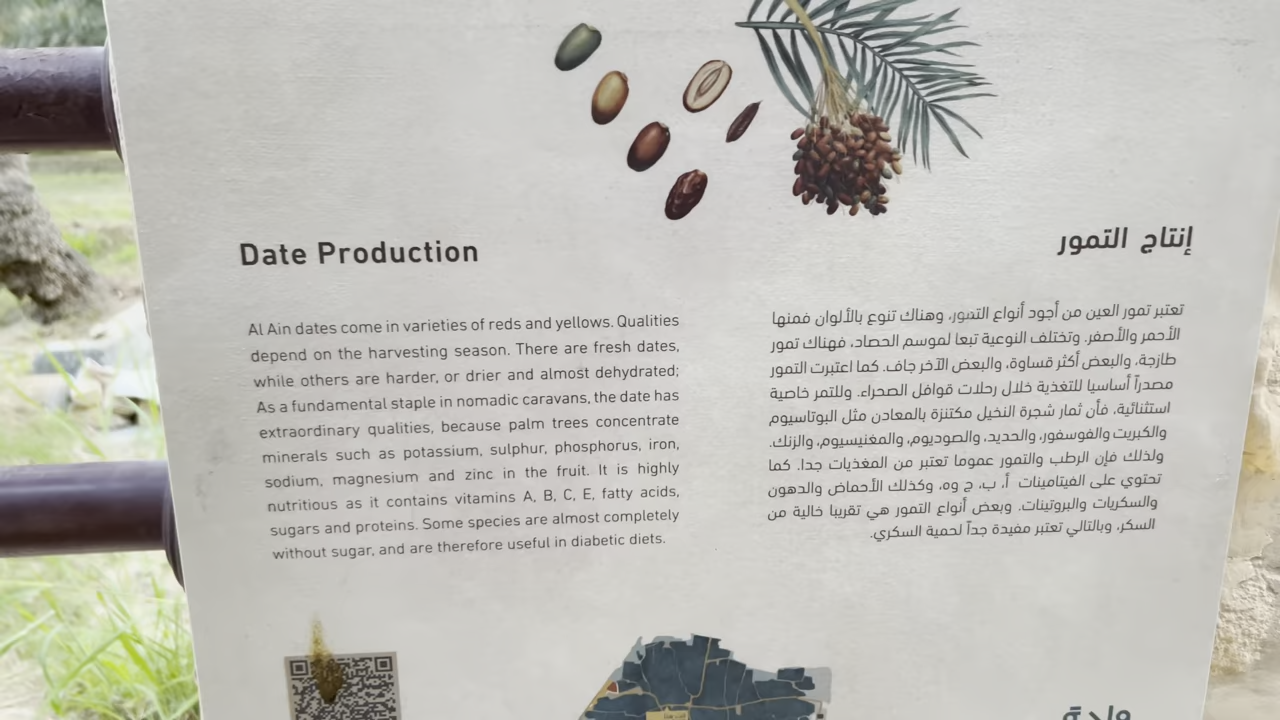 Date Production
Al Ain dates come in varieties of reds and yellows. Qualities
depend on the harvesting season. There are fresh dates,
while others are harder, or drier and almost dehydrated;
As a fundamental staple in nomadic caravans, the date has
extraordinary qualities, because palm trees concentrate
minerals such as potassium, sulphur, phosphorus, iron,
sodium, magnesium and zinc in the fruit. It is highly
nutritious as it contains vitamins A, B, C, E, fatty acids,
sugars and proteins. Some species are almost completely
without sugar, and are therefore useful in diabetic diets.
إنتاج التمور
تعتبر تمور العين من أجود أنواع التمور، وهناك تنوع بالألوان فمنها
الأحمر والأصفر. وتختلف النوعية تبعا لموسم الحصاد، فهناك تمور
طازجة، والبعض أكثر قساوة، والبعض الآخر جاف. كما اعتبرت التمور
مصدراً أساسيا للتغذية خلال رحلات قوافل الصحراء. وللتمر خاصية
استثنائية، فأن ثمار شجرة النخيل مكتنزة بالمعادن مثل البوتاسيوم
والكبريت والفوسفور، والحديد، والصوديوم، والمغنيسيوم، والزنك.
ولذلك فإن الرطب والتمور عموما تعتبر من المغذيات جدا. كما
تحتوي على الفيتامينات أ، ب، ج وه، وكذلك الأحماض والدهون
والسكريات والبروتينات. وبعض أنواع التمور هي تقريبا خالية من
السكر، وبالتالي تعتبر مفيدة جداً لحمية السكري.